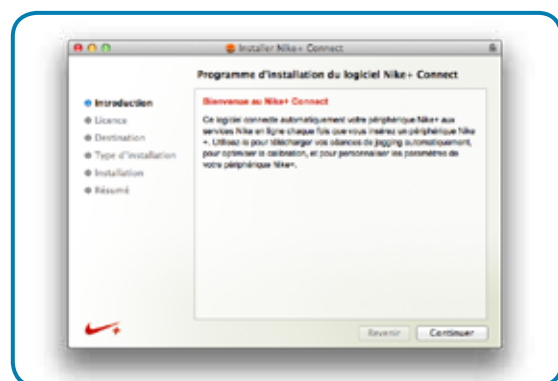 Installer Nike+ Connect
Programme d'installation du logiciel Nike+ Connect
Introduction
Licence
Destination
Type d'installation
Installation
Résumé
Bienvenue au Nike+ Connect
Ce logiciel connecte automatiquement votre périphérique Nike+ aux
services Nike en ligne chaque fois que vous insérez un périphérique Nike
+. Utilisez le pour télécharger vos séances de jogging automatiquement,
pour optimiser la calibration, et pour personnaliser les paramètres de
votre périphérique Nike+.
Revenir
Continuer